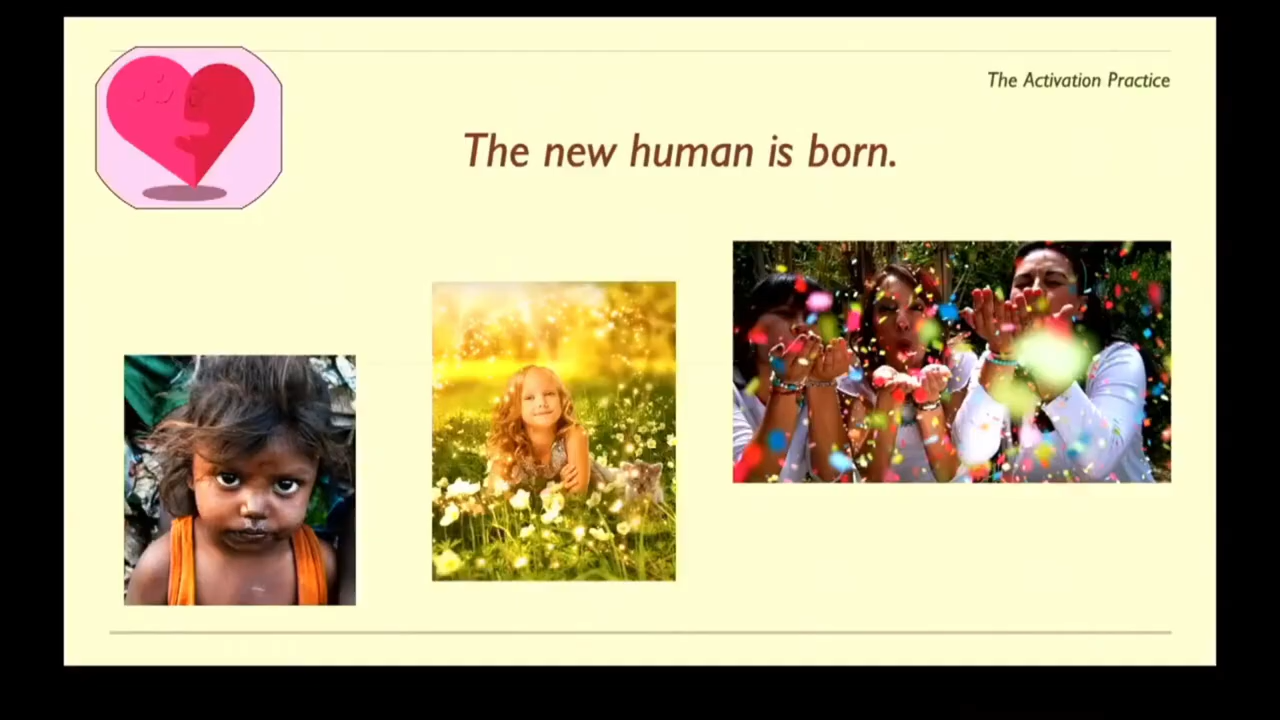 The Activation Practice
The new human is born.